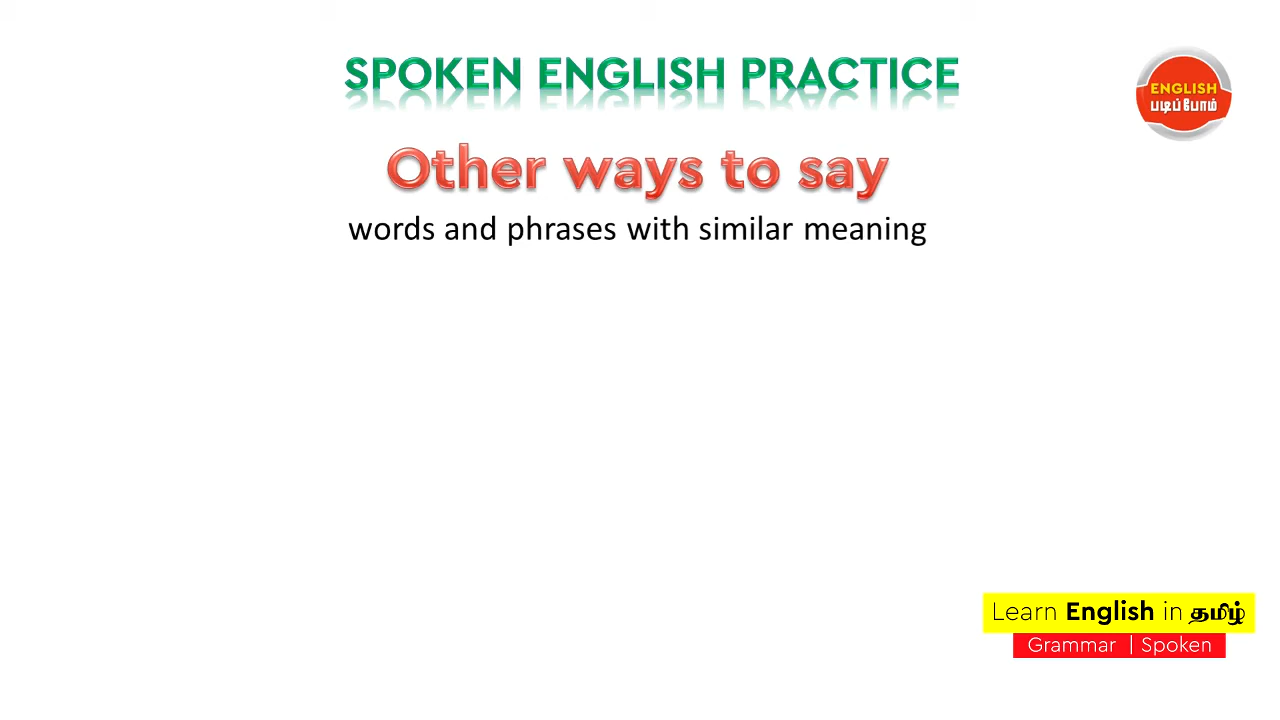 SPOKEN ENGLISH PRACTICE
ENGLISH
படிப்போம்
Other ways to say
words and phrases with similar meaning
Learn English in தமிழ்
Grammar | Spoken